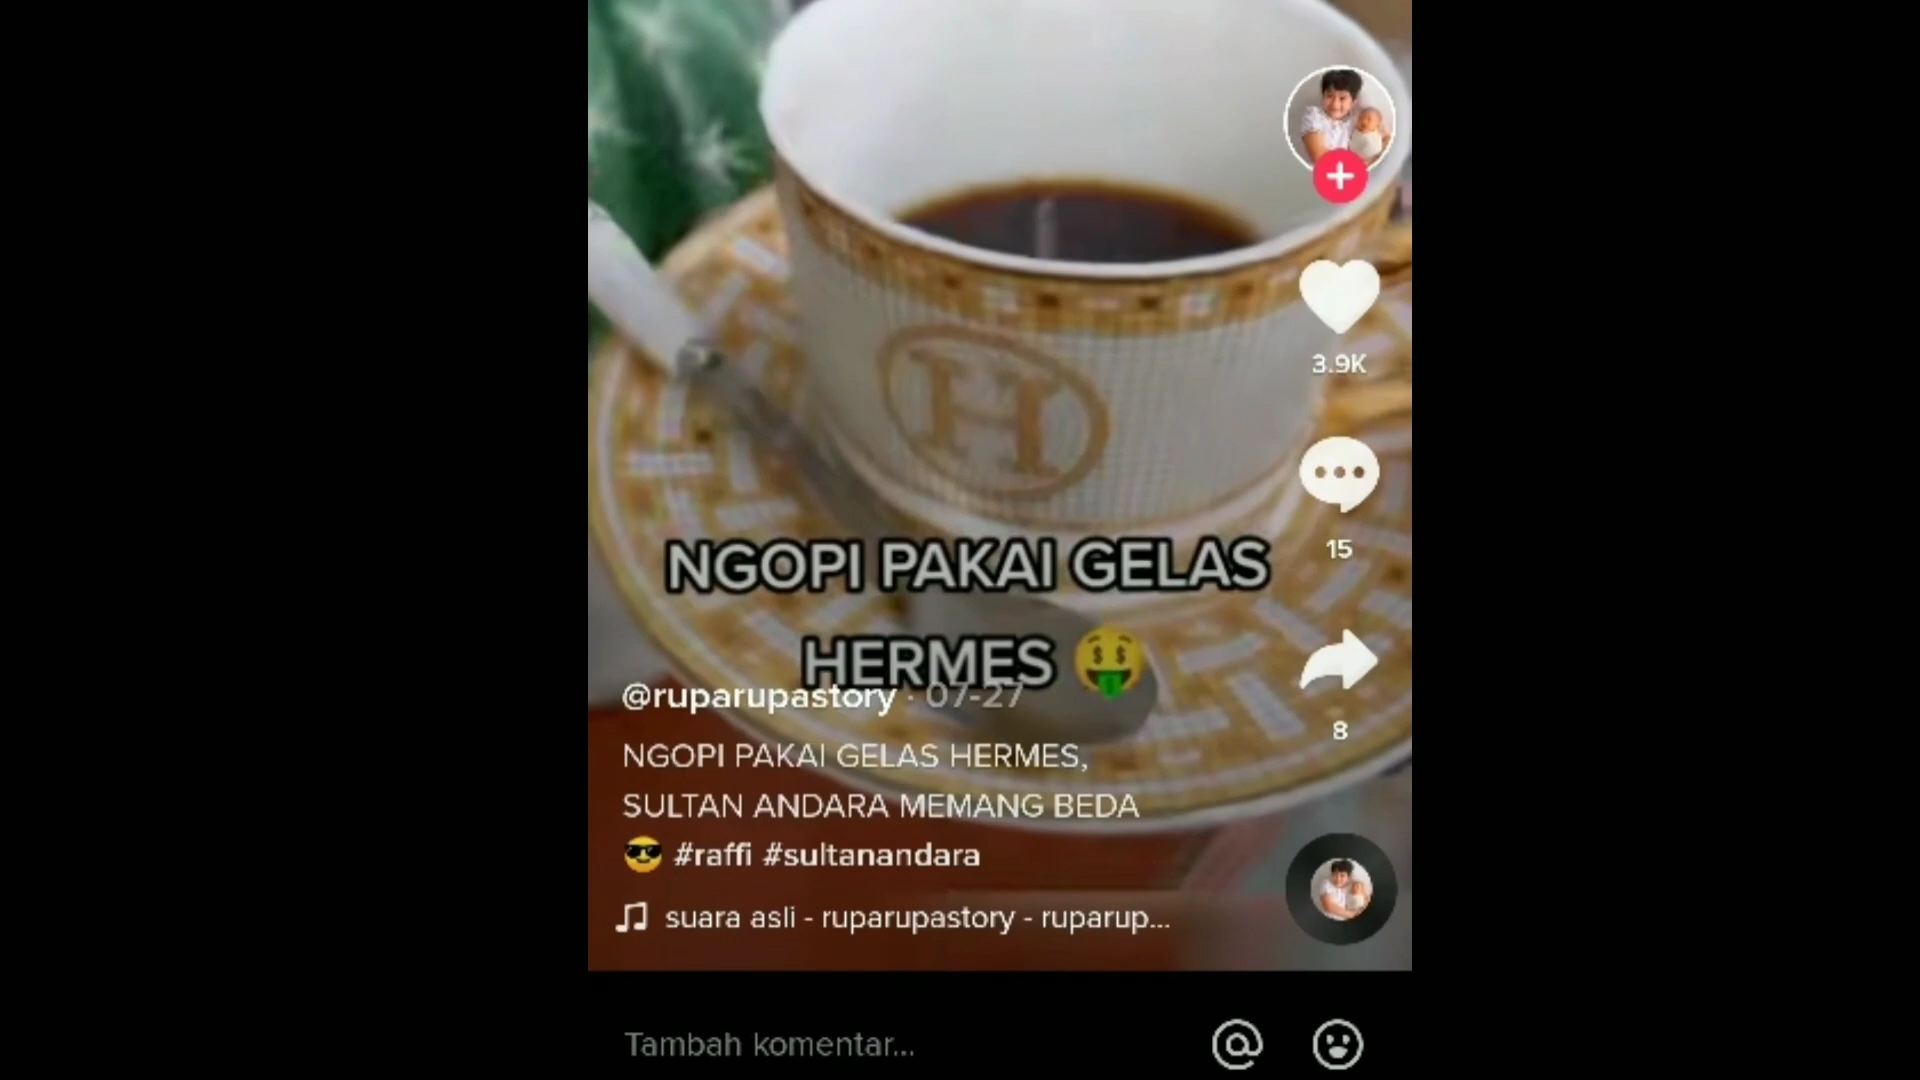 H
3.9K
15
NGOPI PAKAI GELAS
HERMES 🤑
8
@ruparupastory · 07-27
NGOPI PAKAI GELAS HERMES,
SULTAN ANDARA MEMANG BEDA
😎 #raffi #sultanandara
suara asli - ruparupastory - ruparup...
Tambah komentar...